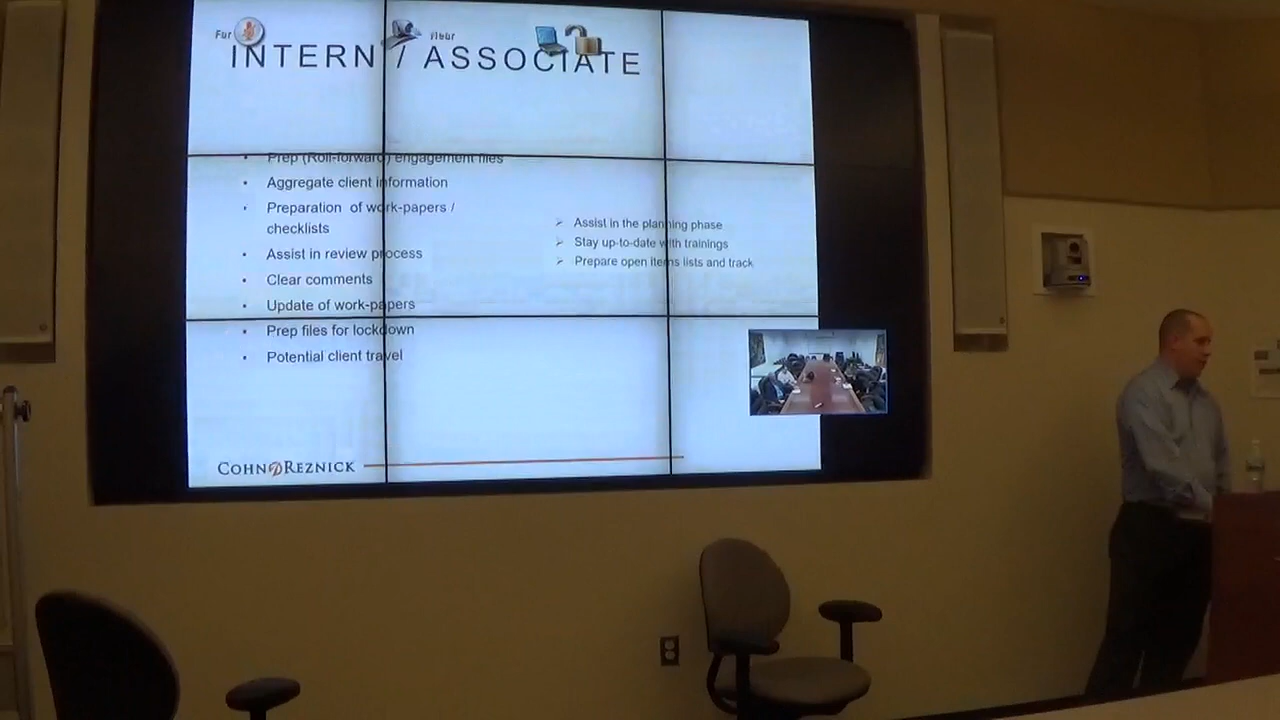 Fur
Near
INTERN / ASSOCIATE
• Prep (Roll-forward) engagement files
• Aggregate client information
• Preparation of work-papers /
checklists
• Assist in review process
• Clear comments
• Update of work-papers
• Prep files for lockdown
• Potential client travel
➢ Assist in the planning phase
➢ Stay up-to-date with trainings
➢ Prepare open items lists and track
COHNREZNICK